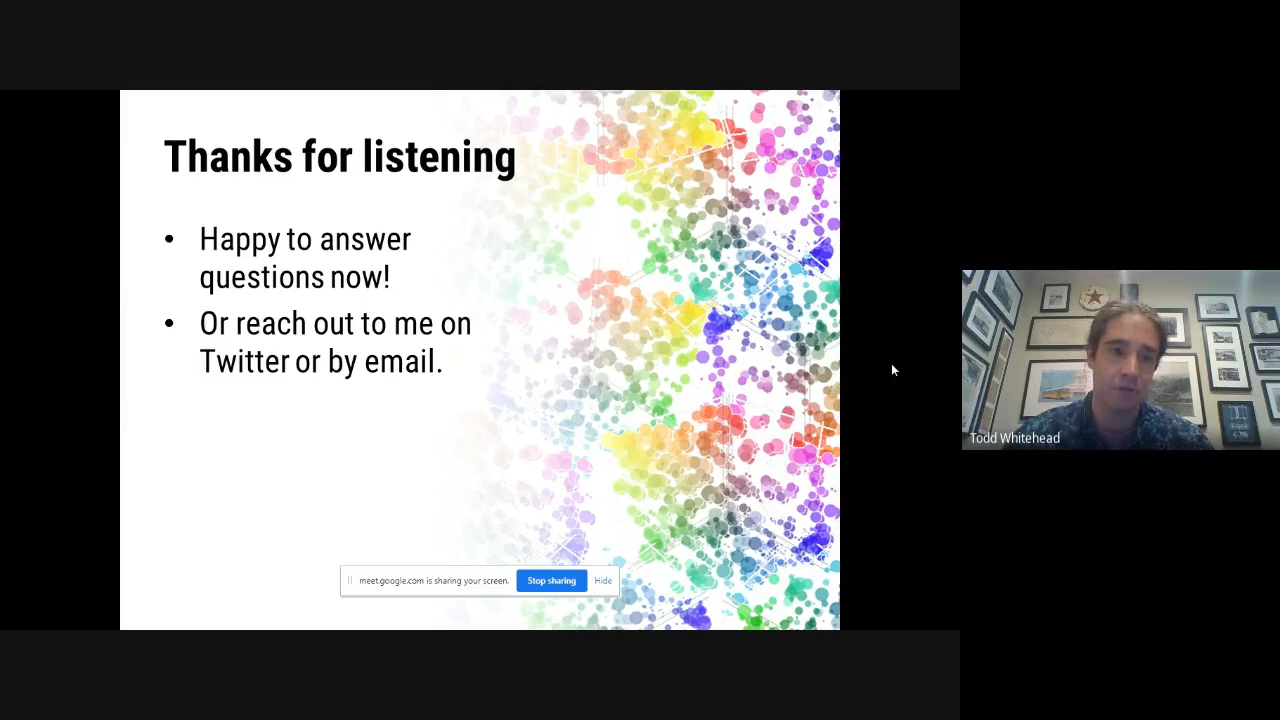 Thanks for listening
• Happy to answer
questions now!
• Or reach out to me on
Twitter or by email.
meet.google.com is sharing your screen.
Stop sharing
Hide
Todd Whitehead